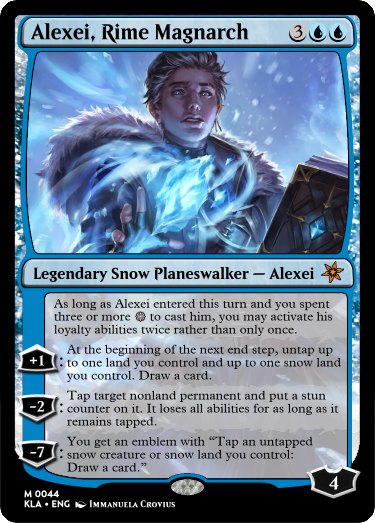 Alexei, Rime Magnarch 3
Legendary Snow Planeswalker — Alexei
As long as Alexei entered this turn and you spent
three or more to cast him, you may activate his
loyalty abilities twice rather than only once.
+1: At the beginning of the next end step, untap up
to one land you control and up to one snow land
you control. Draw a card.
-2: Tap target nonland permanent and put a stun
counter on it. It loses all abilities for as long as it
remains tapped.
-7: You get an emblem with “Tap an untapped
snow creature or snow land you control:
Draw a card.”
4
M 0044
KLA • ENG Immanuela Crovius